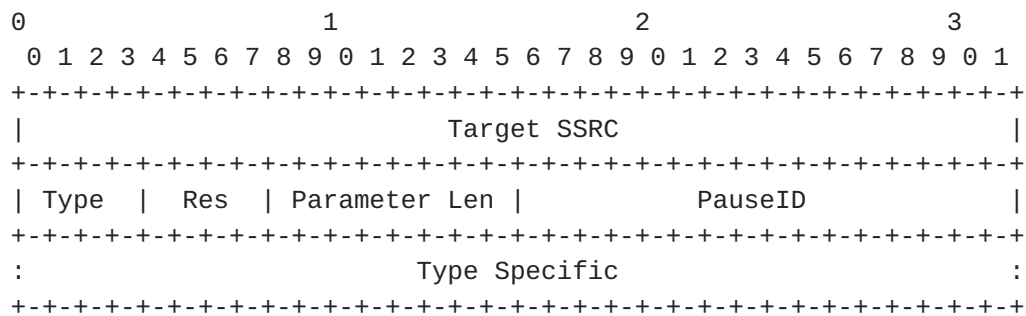 0                   1                   2                   3
 0 1 2 3 4 5 6 7 8 9 0 1 2 3 4 5 6 7 8 9 0 1 2 3 4 5 6 7 8 9 0 1
+-+-+-+-+-+-+-+-+-+-+-+-+-+-+-+-+-+-+-+-+-+-+-+-+-+-+-+-+-+-+-+-+
|                           Target SSRC                         |
+-+-+-+-+-+-+-+-+-+-+-+-+-+-+-+-+-+-+-+-+-+-+-+-+-+-+-+-+-+-+-+-+
| Type  |  Res  | Parameter Len |           PauseID             |
+-+-+-+-+-+-+-+-+-+-+-+-+-+-+-+-+-+-+-+-+-+-+-+-+-+-+-+-+-+-+-+-+
:                         Type Specific                         :
+-+-+-+-+-+-+-+-+-+-+-+-+-+-+-+-+-+-+-+-+-+-+-+-+-+-+-+-+-+-+-+-+